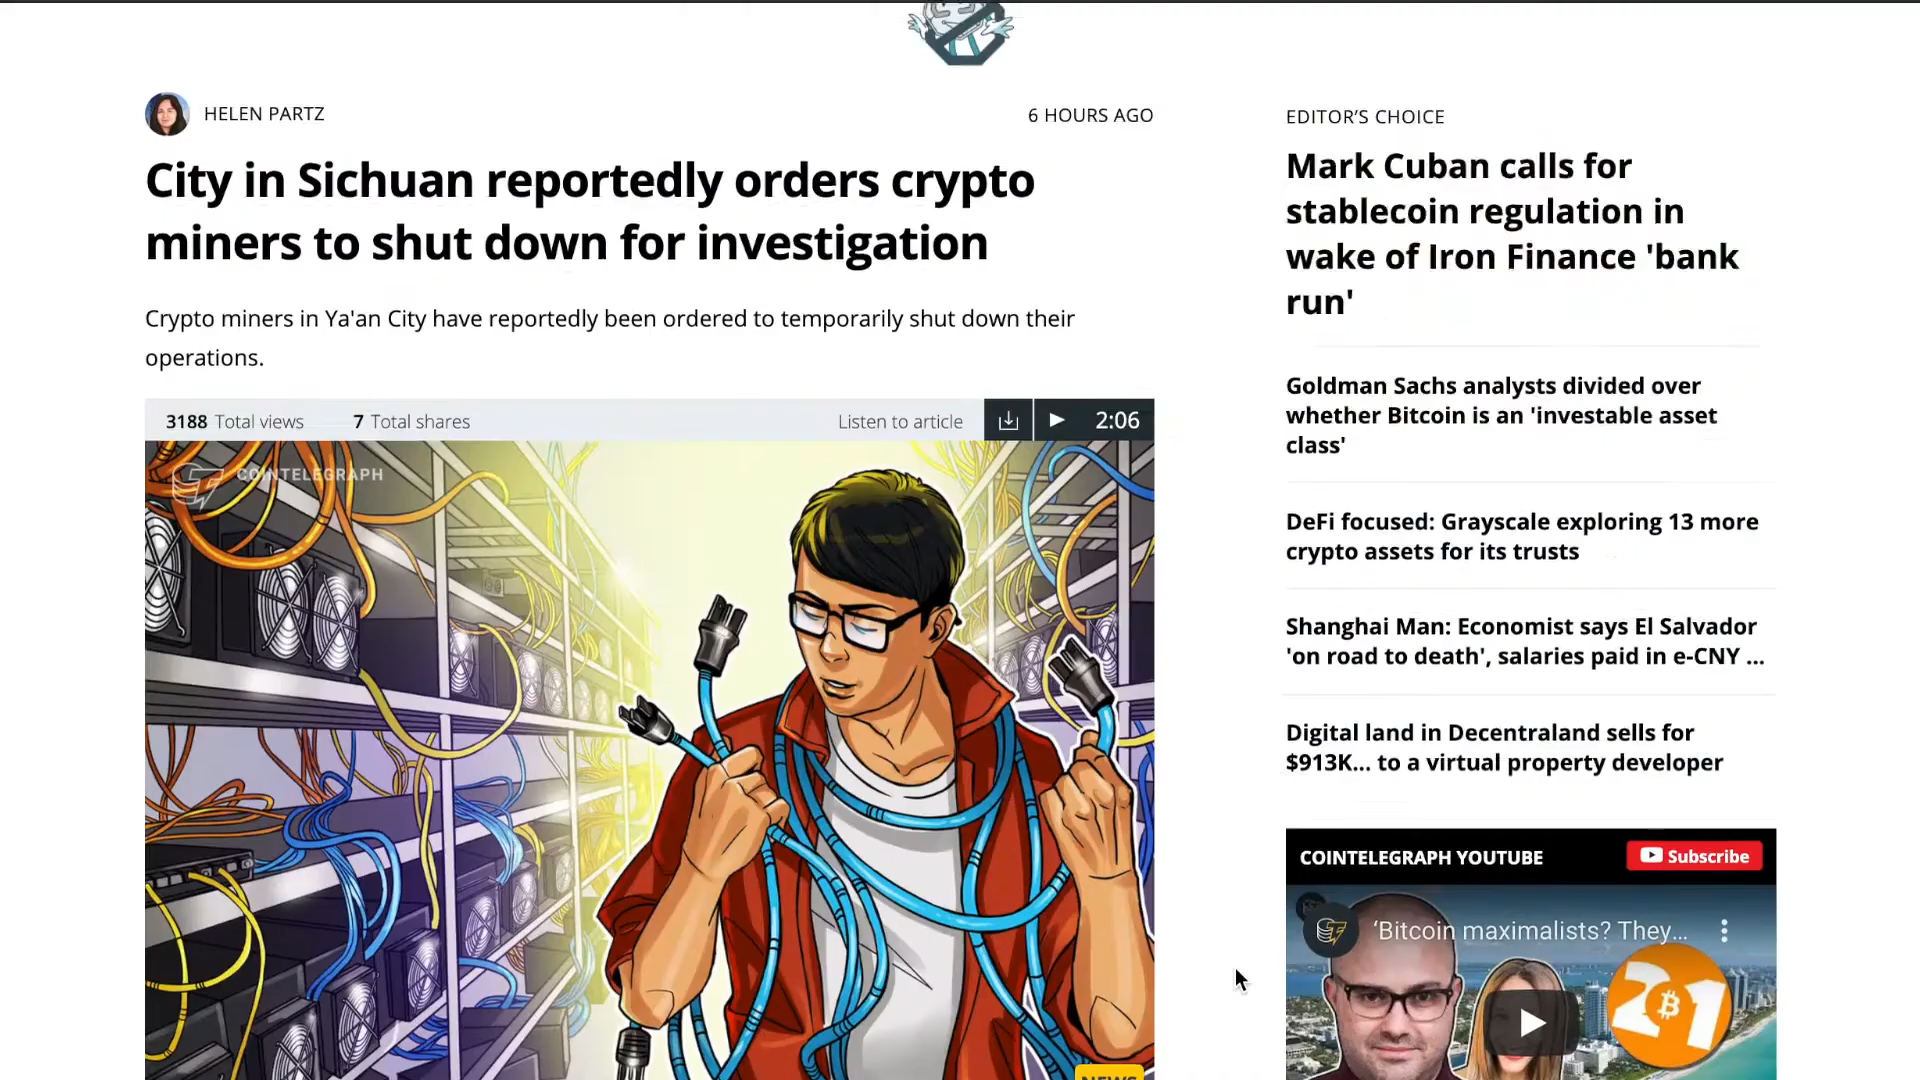 HELEN PARTZ
6 HOURS AGO
City in Sichuan reportedly orders crypto
miners to shut down for investigation
Crypto miners in Ya'an City have reportedly been ordered to temporarily shut down their
operations.
3188 Total views
7 Total shares
Listen to article
2:06
COINTELEGRAPH
NEWS
EDITOR’S CHOICE
Mark Cuban calls for
stablecoin regulation in
wake of Iron Finance 'bank
run'
Goldman Sachs analysts divided over
whether Bitcoin is an 'investable asset
class'
DeFi focused: Grayscale exploring 13 more
crypto assets for its trusts
Shanghai Man: Economist says El Salvador
'on road to death', salaries paid in e-CNY ...
Digital land in Decentraland sells for
$913K... to a virtual property developer
COINTELEGRAPH YOUTUBE
Subscribe
‘Bitcoin maximalists? They...
21